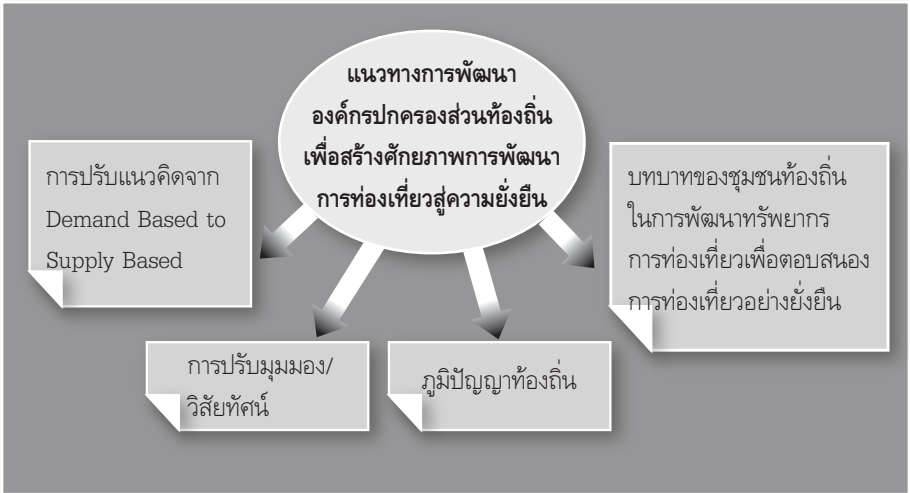 แนวทางการพัฒนา
องค์กรปกครองส่วนท้องถิ่น
เพื่อสร้างศักยภาพการพัฒนา
การท่องเที่ยวสู่ความยั่งยืน
การปรับแนวคิดจาก
Demand Based to
Supply Based
การปรับมุมมอง/
วิสัยทัศน์
ภูมิปัญญาท้องถิ่น
บทบาทของชุมชนท้องถิ่น
ในการพัฒนาทรัพยากร
การท่องเที่ยวเพื่อตอบสนอง
การท่องเที่ยวอย่างยั่งยืน